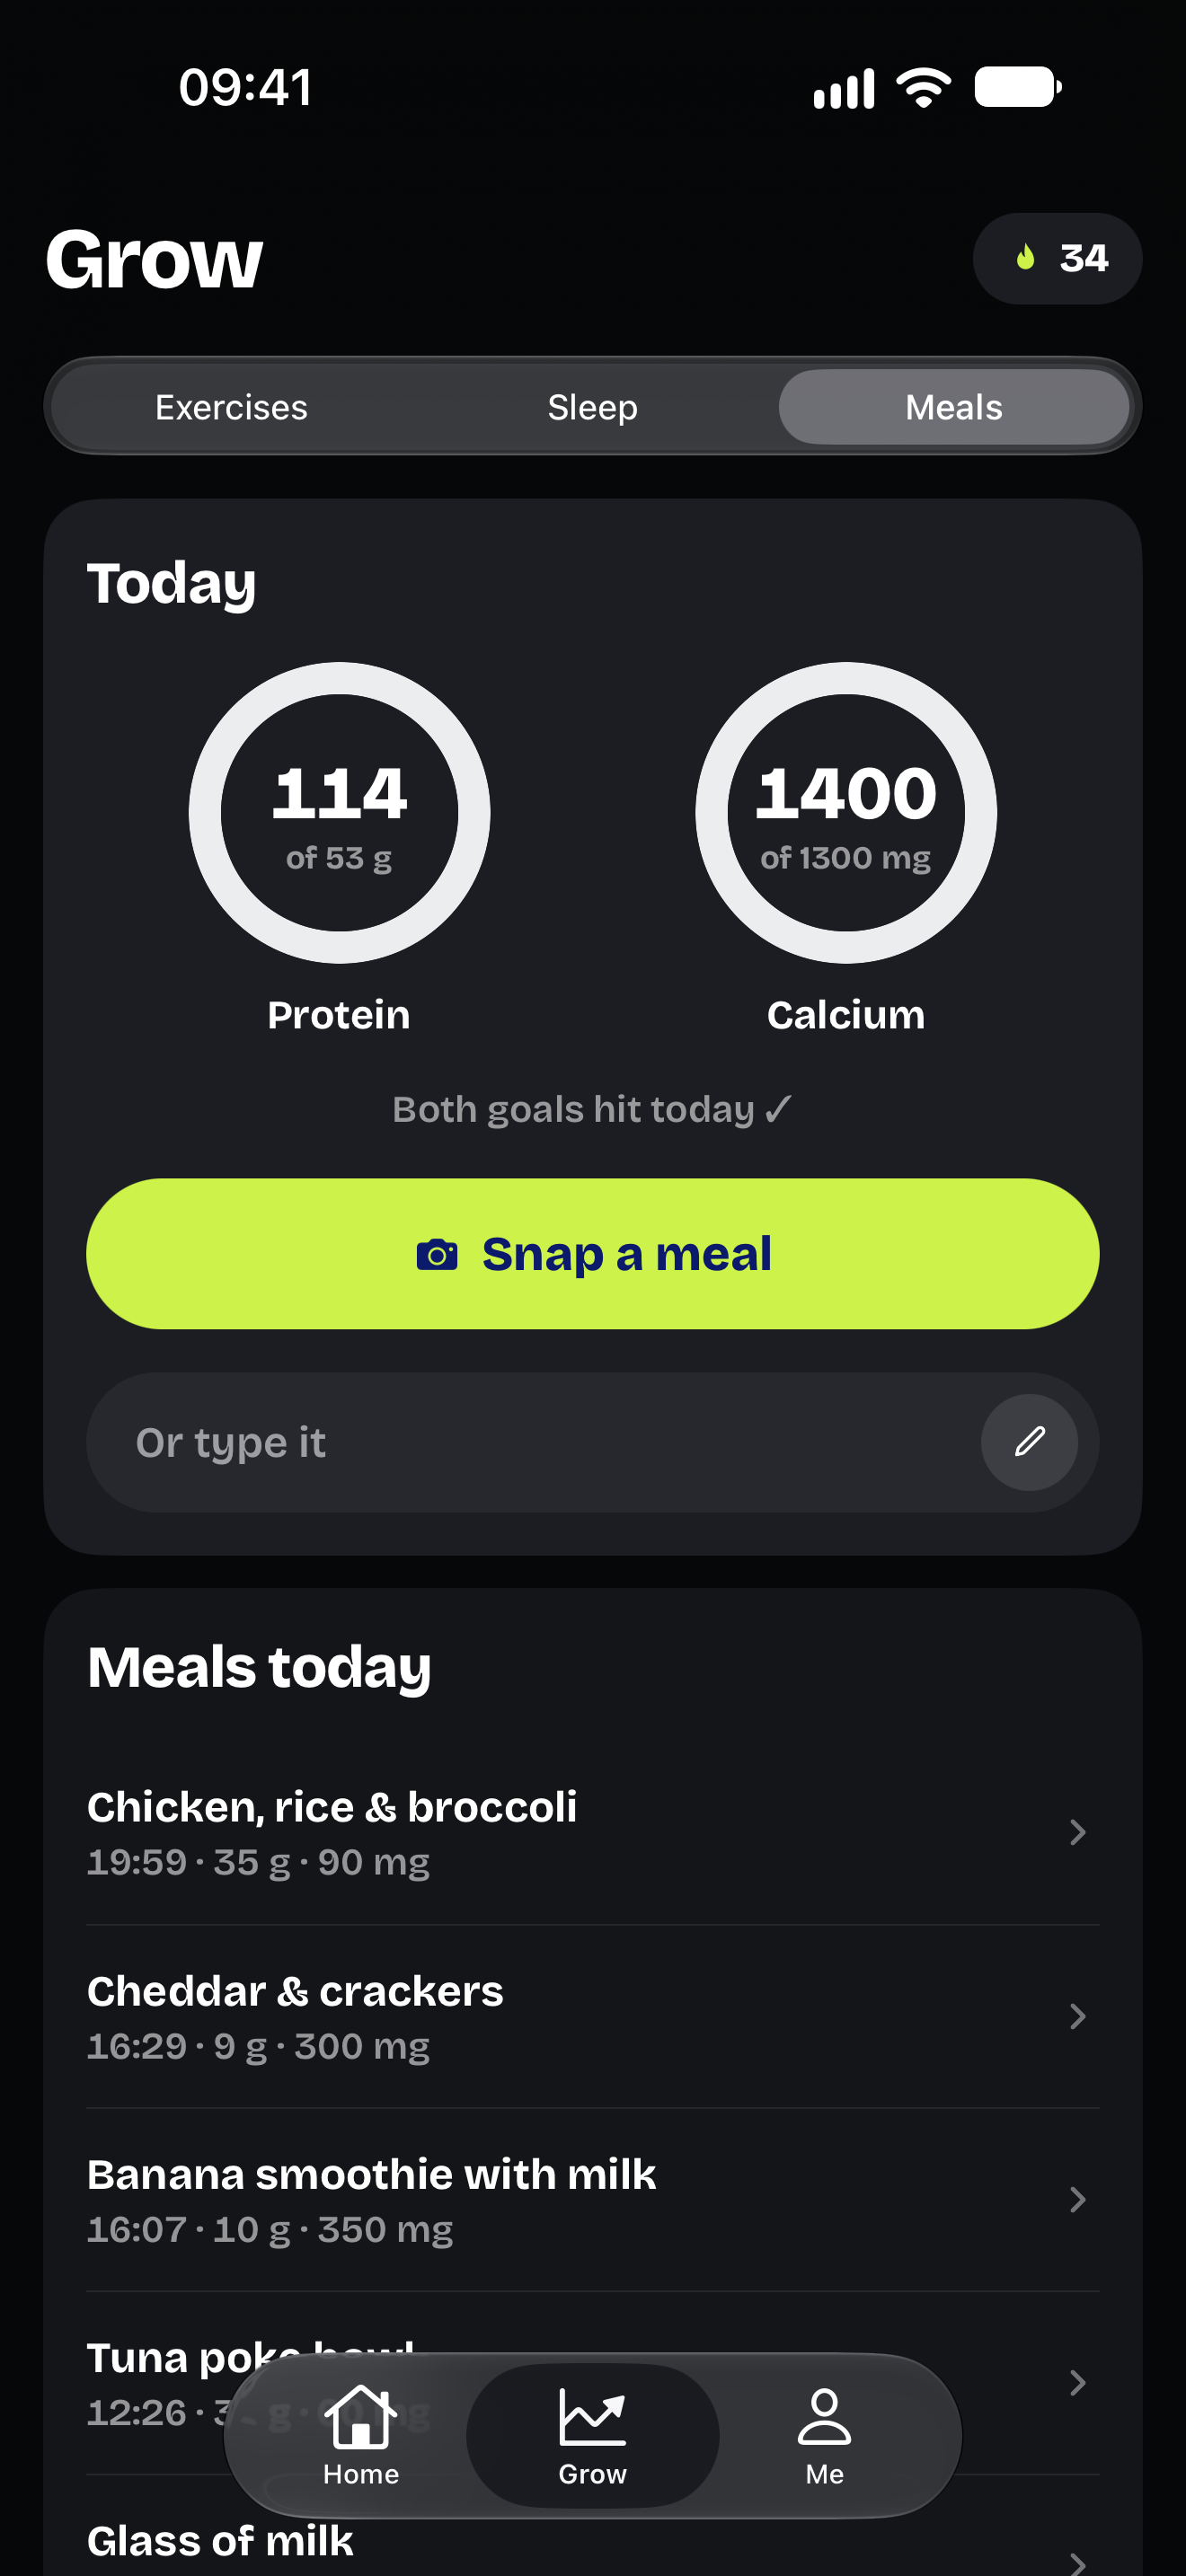 09:41
Grow
34
Exercises
Sleep
Meals
Today
114
of 53 g
Protein
1400
of 1300 mg
Calcium
Both goals hit today ✓
Snap a meal
Or type it
Meals today
Chicken, rice & broccoli
19:59 · 35 g · 90 mg
Cheddar & crackers
16:29 · 9 g · 300 mg
Banana smoothie with milk
16:07 · 10 g · 350 mg
Tuna poke bowl
12:26 · g · mg
Glass of milk
Home
Grow
Me